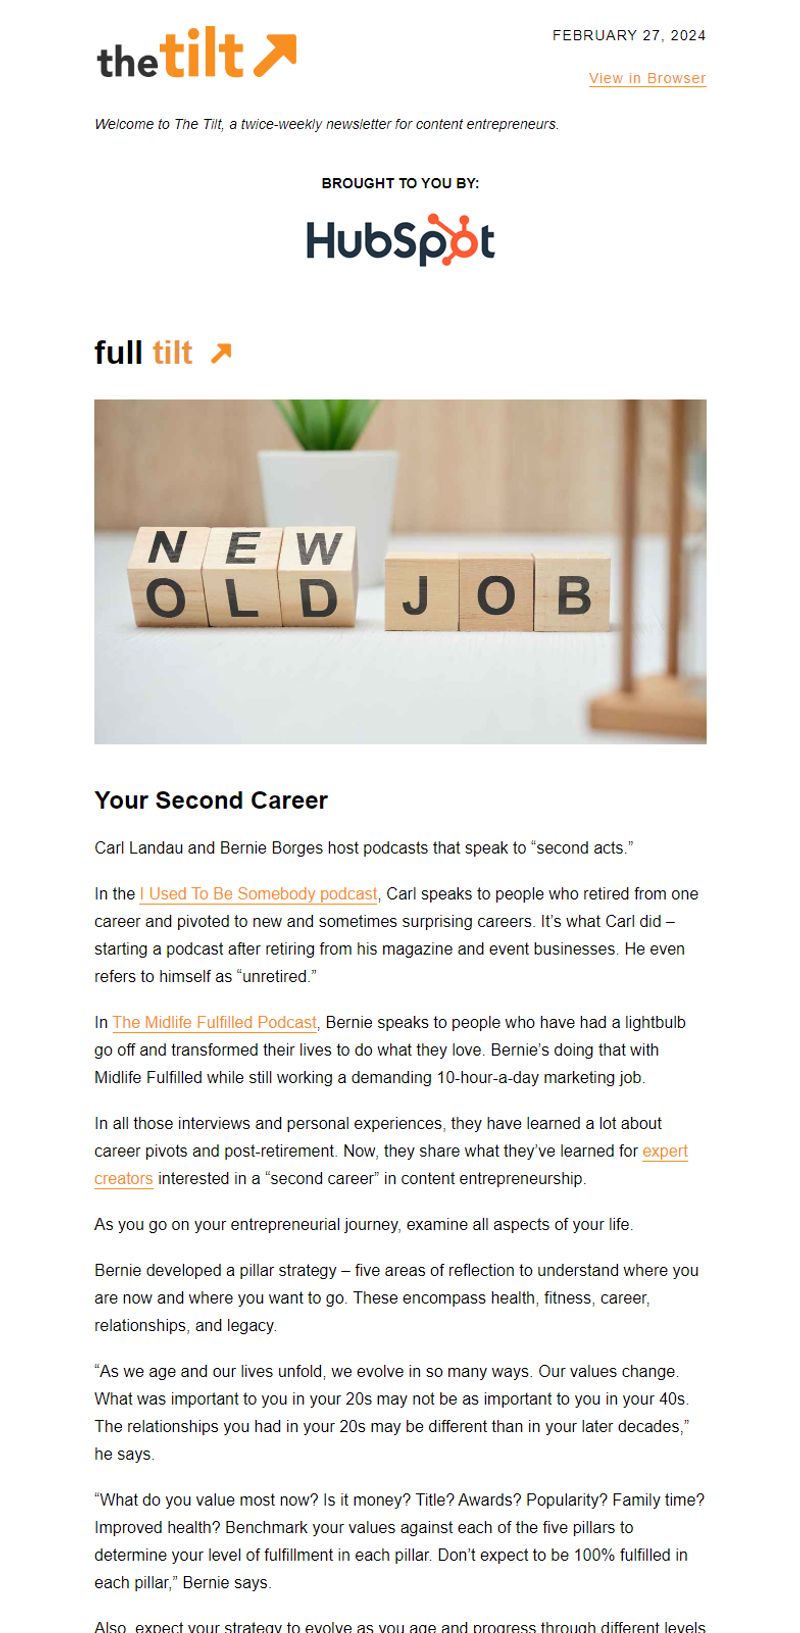 thetilt
FEBRUARY 27, 2024
View in Browser
Welcome to The Tilt, a twice-weekly newsletter for content entrepreneurs.
BROUGHT TO YOU BY:
HubSpot
full tilt
NEW
OLD JOB
Your Second Career
Carl Landau and Bernie Borges host podcasts that speak to “second acts.”
In the I Used To Be Somebody podcast, Carl speaks to people who retired from one
career and pivoted to new and sometimes surprising careers. It’s what Carl did –
starting a podcast after retiring from his magazine and event businesses. He even
refers to himself as “unretired.”
In The Midlife Fulfilled Podcast, Bernie speaks to people who have had a lightbulb
go off and transformed their lives to do what they love. Bernie’s doing that with
Midlife Fulfilled while still working a demanding 10-hour-a-day marketing job.
In all those interviews and personal experiences, they have learned a lot about
career pivots and post-retirement. Now, they share what they’ve learned for expert
creators interested in a “second career” in content entrepreneurship.
As you go on your entrepreneurial journey, examine all aspects of your life.
Bernie developed a pillar strategy – five areas of reflection to understand where you
are now and where you want to go. These encompass health, fitness, career,
relationships, and legacy.
“As we age and our lives unfold, we evolve in so many ways. Our values change.
What was important to you in your 20s may not be as important to you in your 40s.
The relationships you had in your 20s may be different than in your later decades,”
he says.
“What do you value most now? Is it money? Title? Awards? Popularity? Family time?
Improved health? Benchmark your values against each of the five pillars to
determine your level of fulfillment in each pillar. Don’t expect to be 100% fulfilled in
each pillar,” Bernie says.
Also, expect your strategy to evolve as you age and progress through different levels